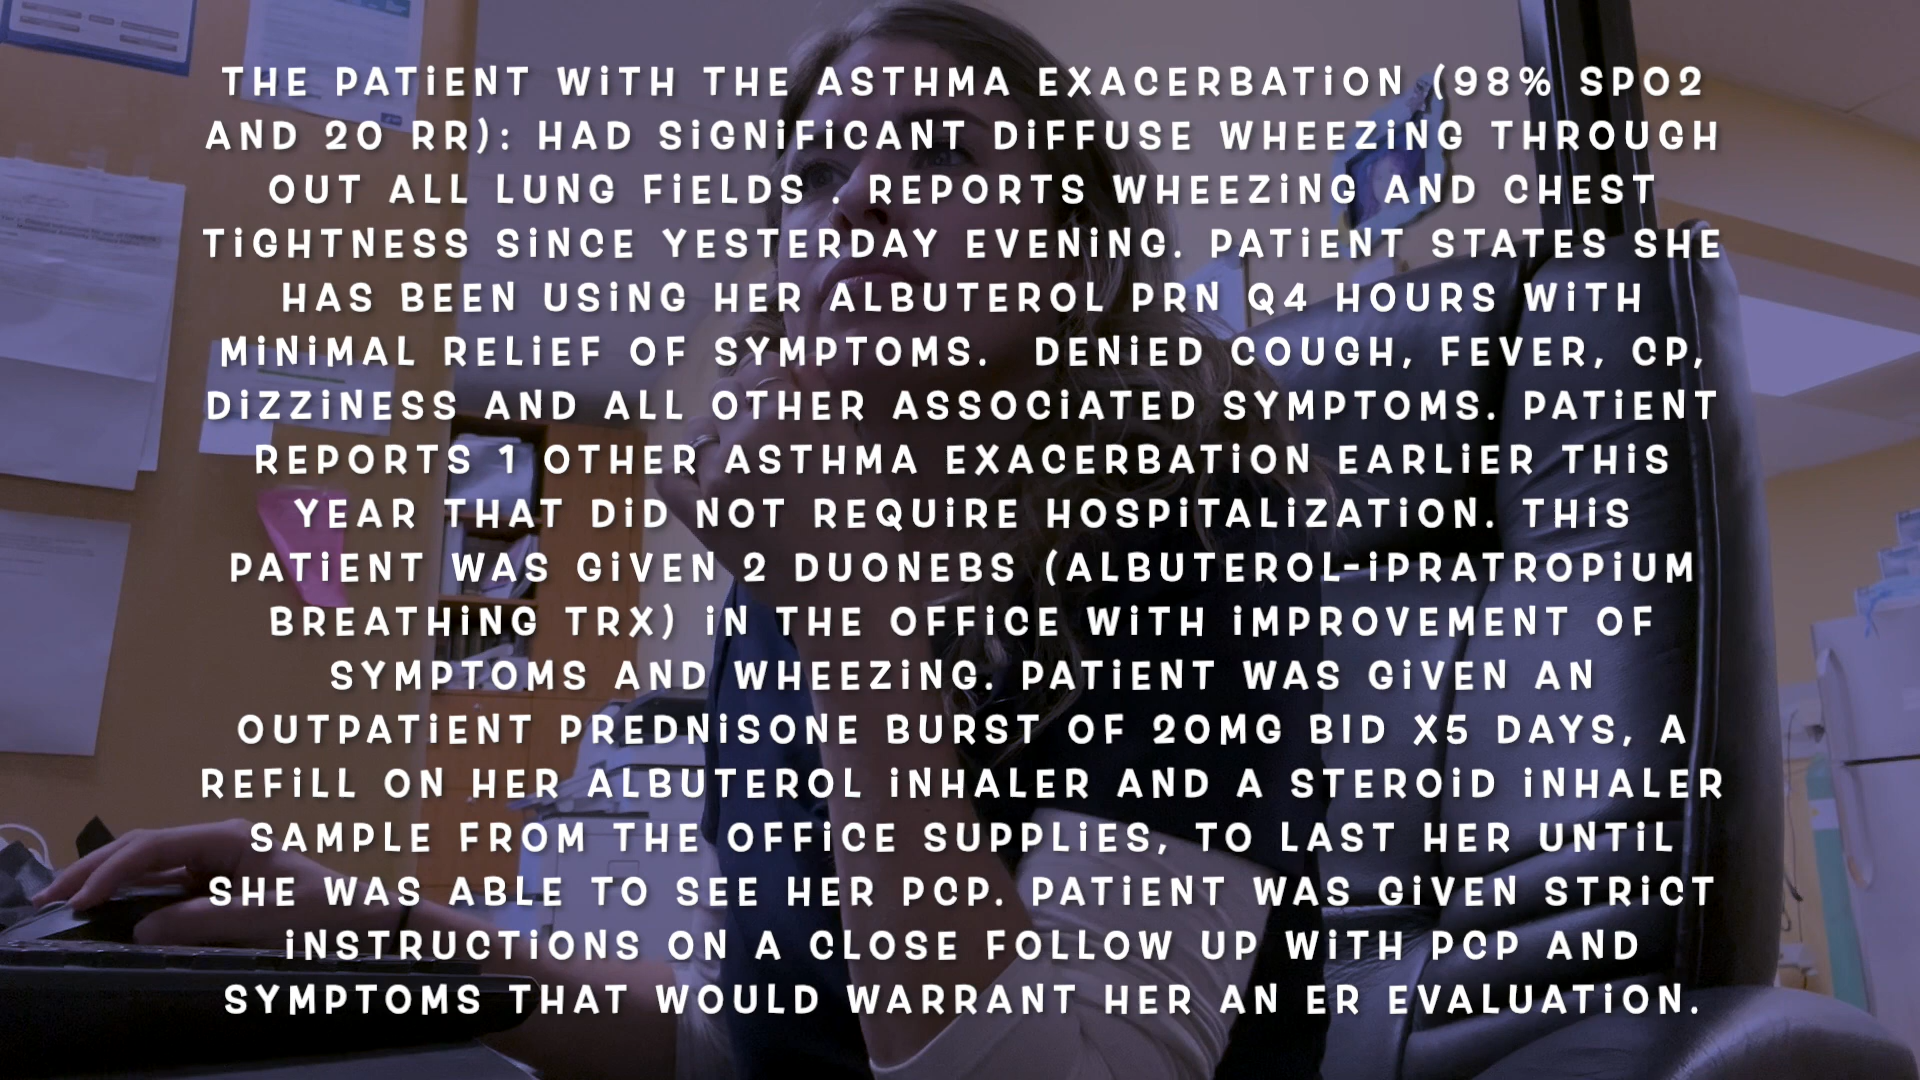 THE PATiENT WiTH THE ASTHMA EXACERBATiON (98% SPO2
AND 20 RR): HAD SiGNiFiCANT DiFFUSE WHEEZiNG THROUGH
OUT ALL LUNG FiELDS . REPORTS WHEEZiNG AND CHEST
TiGHTNESS SiNCE YESTERDAY EVENiNG. PATiENT STATES SHE
HAS BEEN USiNG HER ALBUTEROL PRN Q4 HOURS WiTH
MiNiMAL RELiEF OF SYMPTOMS.  DENiED COUGH, FEVER, CP,
DiZZiNESS AND ALL OTHER ASSOCiATED SYMPTOMS. PATiENT
REPORTS 1 OTHER ASTHMA EXACERBATiON EARLiER THiS
YEAR THAT DiD NOT REQUiRE HOSPiTALiZATiON. THiS
PATiENT WAS GiVEN 2 DUONEBS (ALBUTEROL-iPRATROPiUM
BREATHiNG TRX) iN THE OFFiCE WiTH iMPROVEMENT OF
SYMPTOMS AND WHEEZiNG. PATiENT WAS GiVEN AN
OUTPATiENT PREDNiSONE BURST OF 20MG BID X5 DAYS, A
REFiLL ON HER ALBUTEROL iNHALER AND A STEROiD iNHALER
SAMPLE FROM THE OFFiCE SUPPLiES, TO LAST HER UNTiL
SHE WAS ABLE TO SEE HER PCP. PATiENT WAS GiVEN STRiCT
iNSTRUCTiONS ON A CLOSE FOLLOW UP WiTH PCP AND
SYMPTOMS THAT WOULD WARRANT HER AN ER EVALUATiON.